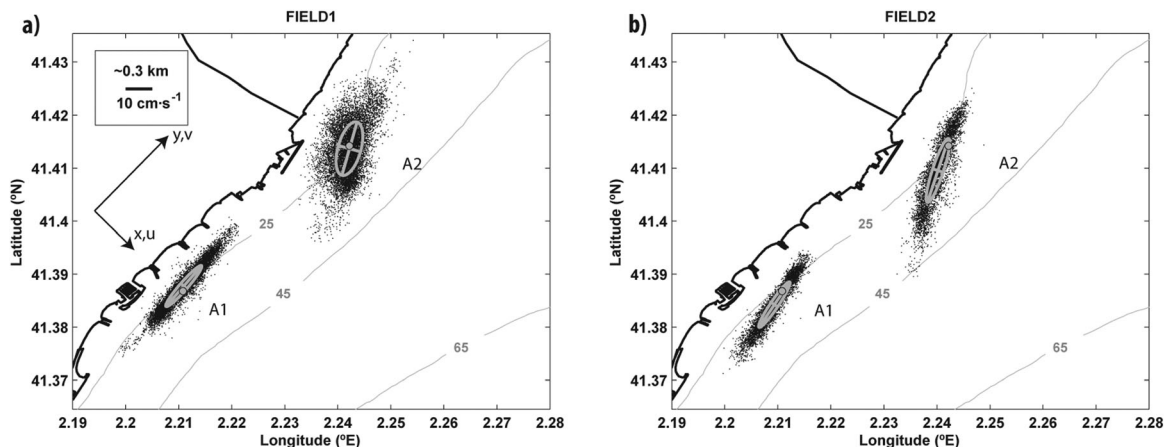 a)
FIELD1
~0.3 km
10 cm·s⁻¹
y,v
x,u
A2
A1
25
45
65
41.43
41.42
41.41
41.4
41.39
41.38
41.37
Latitude (ºN)
2.19 2.2 2.21 2.22 2.23 2.24 2.25 2.26 2.27 2.28
Longitude (ºE)
b)
FIELD2
A2
A1
25
45
65
41.43
41.42
41.41
41.4
41.39
41.38
41.37
Latitude (ºN)
2.19 2.2 2.21 2.22 2.23 2.24 2.25 2.26 2.27 2.28
Longitude (ºE)